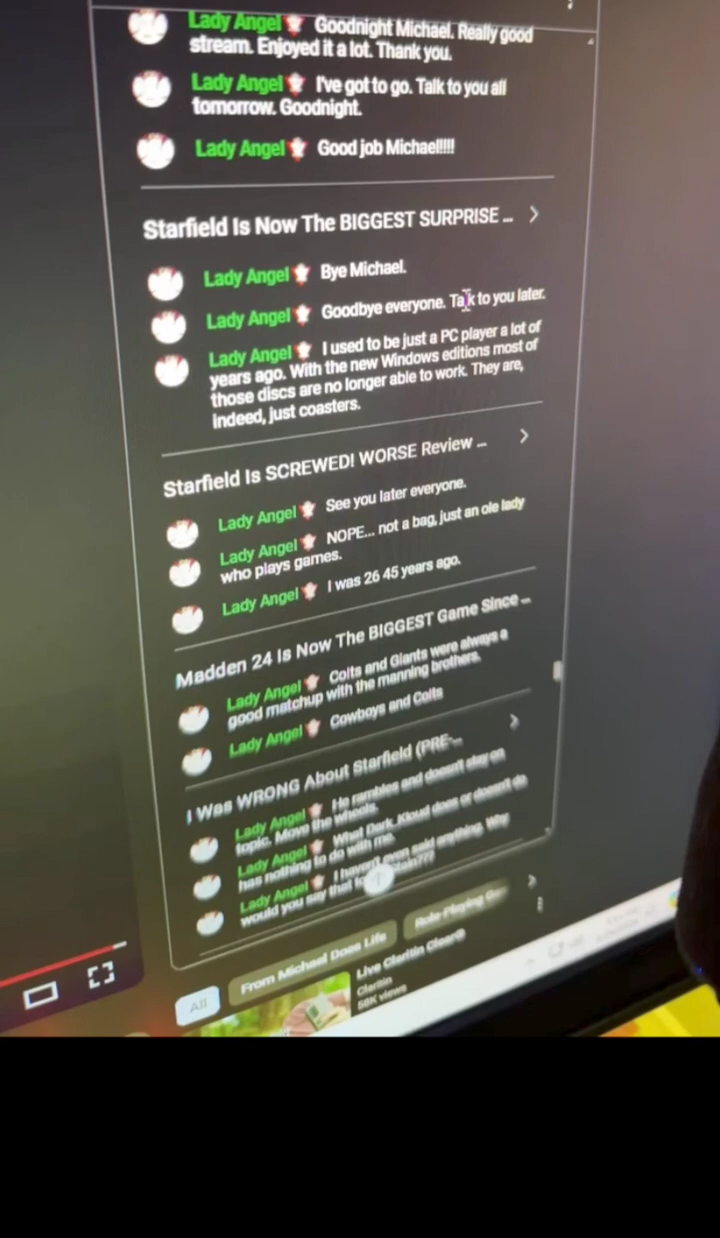 Lady Angel Goodnight Michael. Really good
stream. Enjoyed it a lot. Thank you.
Lady Angel I've got to go. Talk to you all
tomorrow. Goodnight.
Lady Angel Good job Michael!!!!
Starfield Is Now The BIGGEST SURPRISE ...
Lady Angel Bye Michael.
Lady Angel Goodbye everyone. Talk to you later.
Lady Angel I used to be just a PC player a lot of
years ago. With the new Windows editions most of
those discs are no longer able to work. They are,
indeed, just coasters.
Starfield Is SCREWED! WORSE Review ...
Lady Angel See you later everyone.
Lady Angel NOPE... not a bag, just an ole lady
who plays games.
Lady Angel I was 26 45 years ago.
Madden 24 Is Now The BIGGEST Game Since ...
Lady Angel Colts and Giants were always a
good matchup with the manning brothers.
Lady Angel Cowboys and Colts
I Was WRONG About Starfield (PRE-...
Lady Angel He rambles and doesn't stay on
topic. Move the wheels.
Lady Angel What Dark_Kloud does or doesn't do
has nothing to do with me.
Lady Angel I haven't even said anything. Why
would you say that to
All
From Michael Does Life
Role-Playing
Live Claritin Clear®
Claritin
58K views